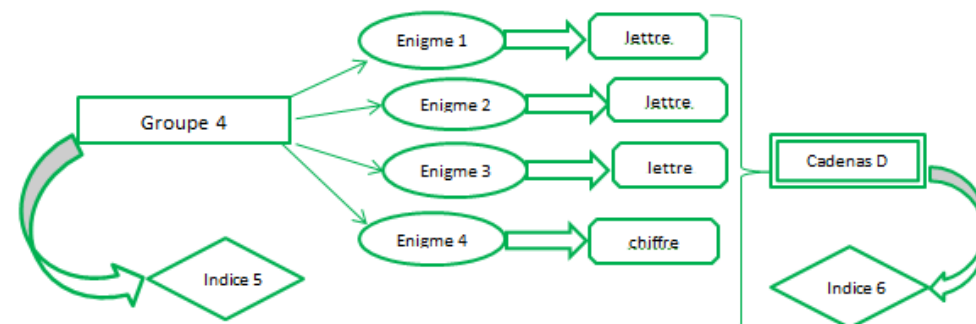 Enigme 1
lettre
Enigme 2
lettre
Groupe 4
Enigme 3
lettre
Cadenas D
Enigme 4
chiffre
Indice 5
Indice 6